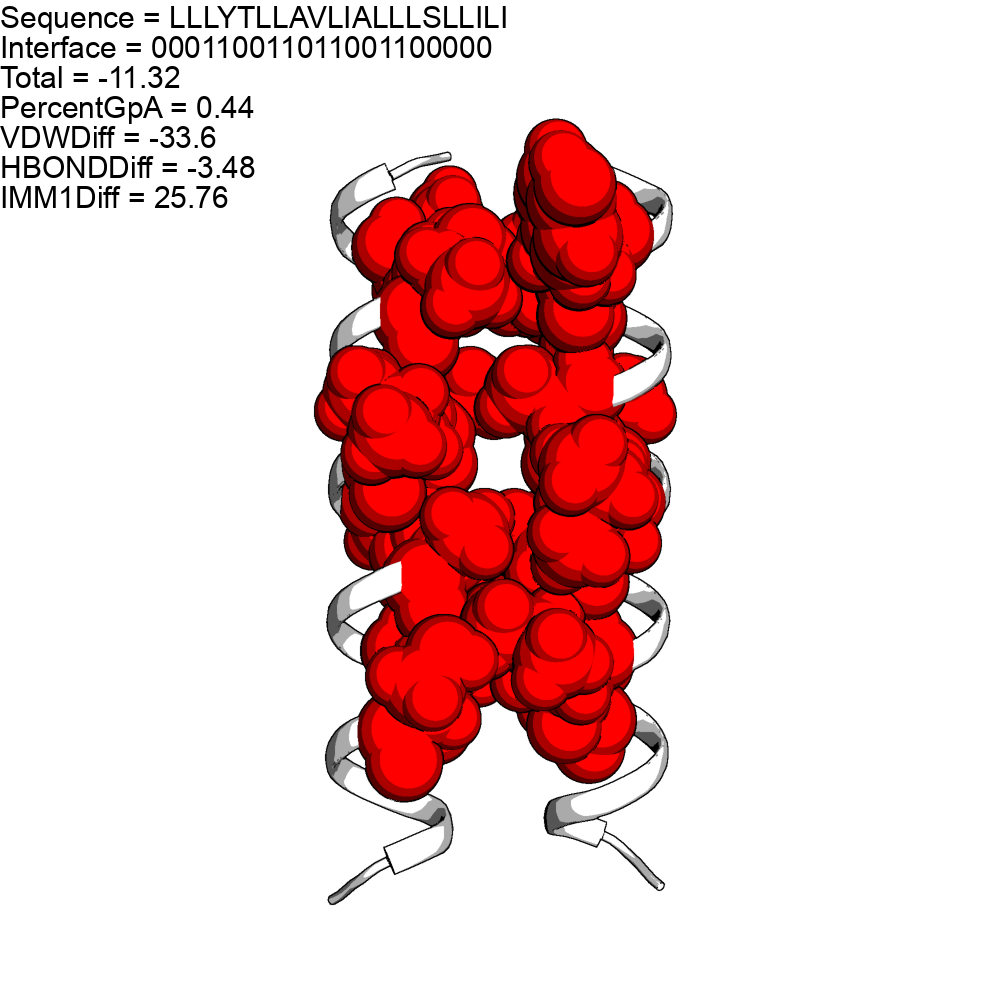 Sequence = LLLYTLLAVLIALLLSLLILI
Interface = 000110011011001100000
Total = -11.32
PercentGpA = 0.44
VDWDiff = -33.6
HBONDDiff = -3.48
IMM1Diff = 25.76